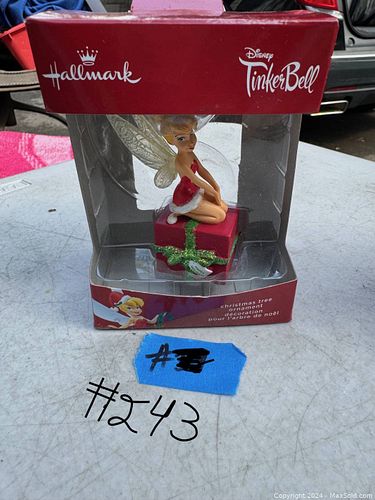 Hallmark
Disney
TinkerBell
christmas tree
ornament
décoration
pour l'arbre de noël
#
#243
Copyright 2024 - MaxSold.com